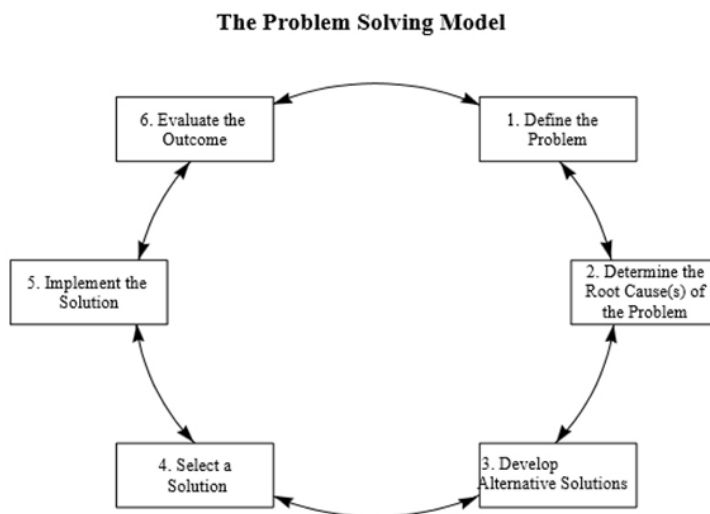 The Problem Solving Model
6. Evaluate the
Outcome
1. Define the
Problem
5. Implement the
Solution
2. Determine the
Root Cause(s) of
the Problem
4. Select a
Solution
3. Develop
Alternative Solutions